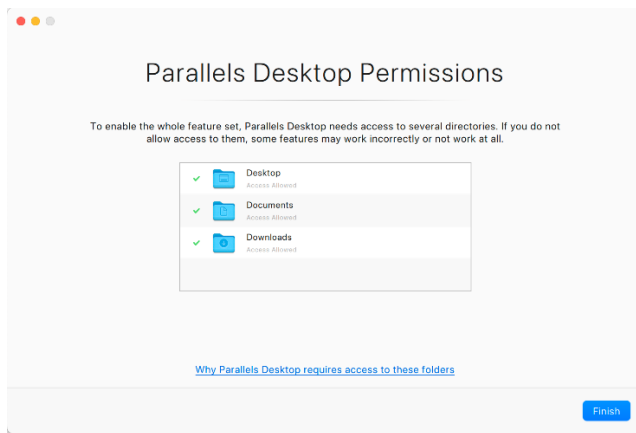 Parallels Desktop Permissions
To enable the whole feature set, Parallels Desktop needs access to several directories. If you do not
allow access to them, some features may work incorrectly or not work at all.
Desktop
Access Allowed
Documents
Access Allowed
Downloads
Access Allowed
Why Parallels Desktop requires access to these folders
Finish